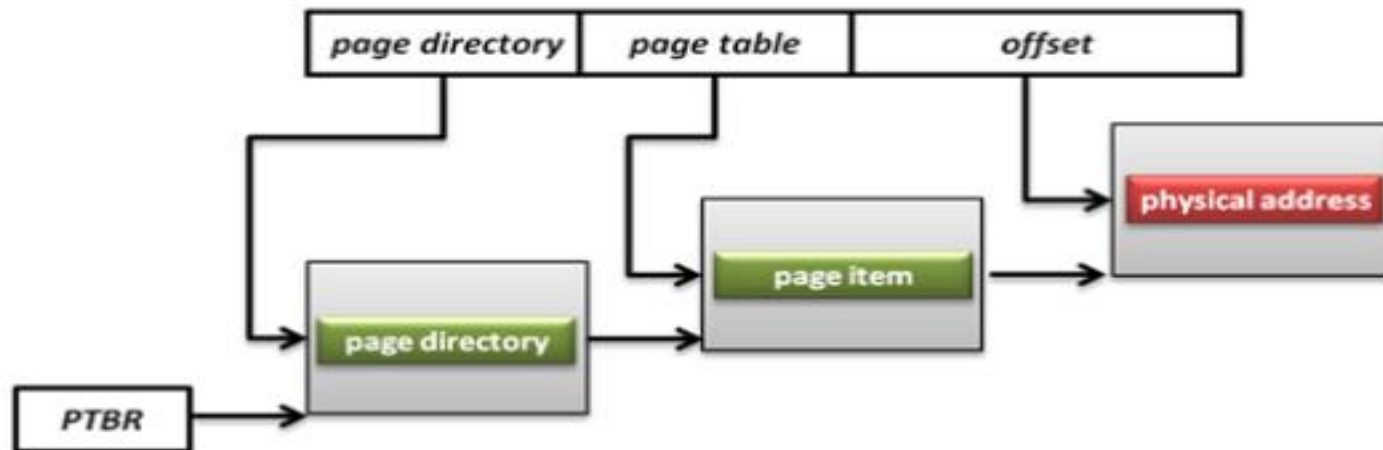 page directory page table offset
physical address
page item
page directory
PTBR